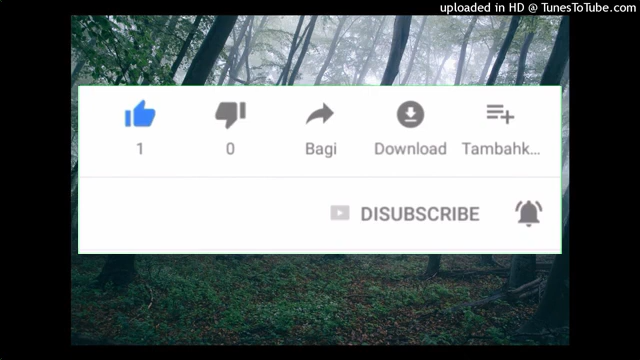 uploaded in HD @ TunesToTube.com
1 0 Bagi Download Tambahk...
DISUBSCRIBE